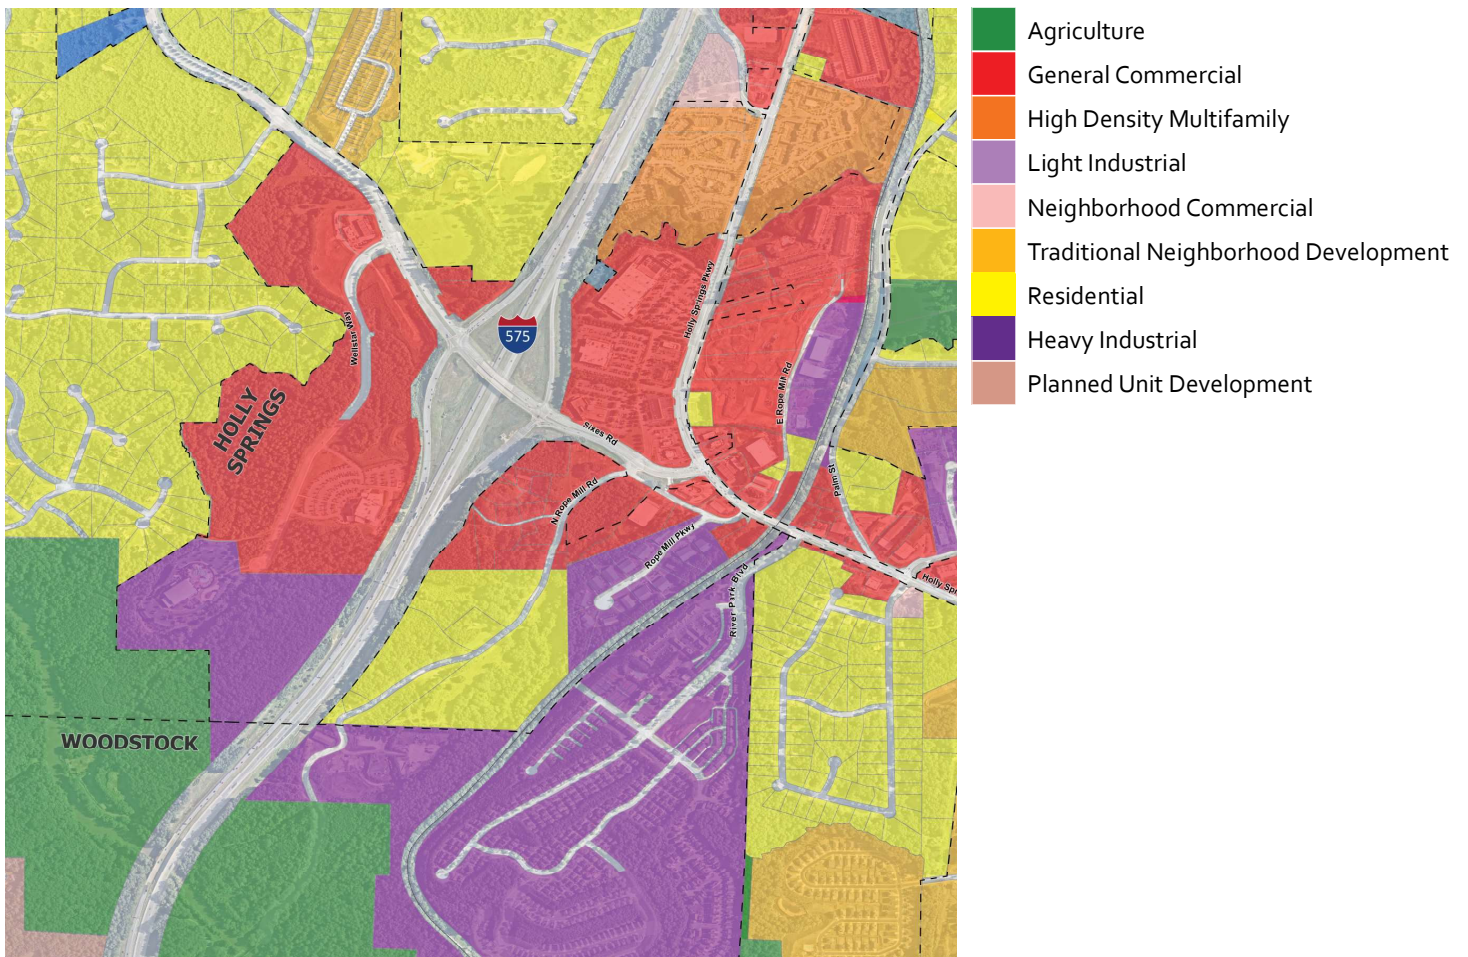 Agriculture
General Commercial
High Density Multifamily
Light Industrial
Neighborhood Commercial
Traditional Neighborhood Development
Residential
Heavy Industrial
Planned Unit Development
Holly Springs Pkwy
575
Wellstar Way
E Rope Mill Rd
HOLLY
SPRINGS
Sixes Rd
N Rope Mill Rd
Palm St
Rope Mill Pkwy
River Park Blvd
Holly Spr
WOODSTOCK